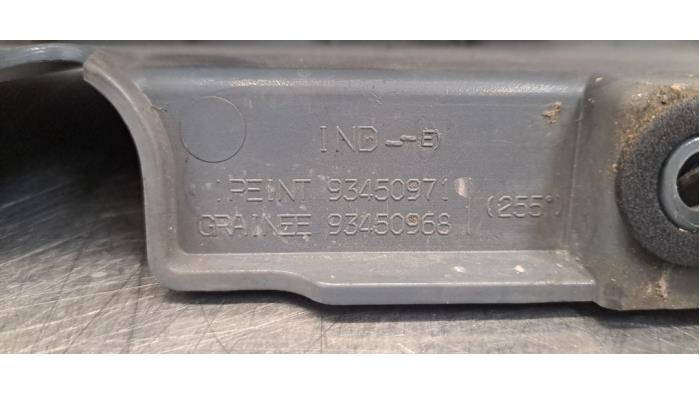 IND
PEINT 93450971
GRAINEE 93450968
(255°)